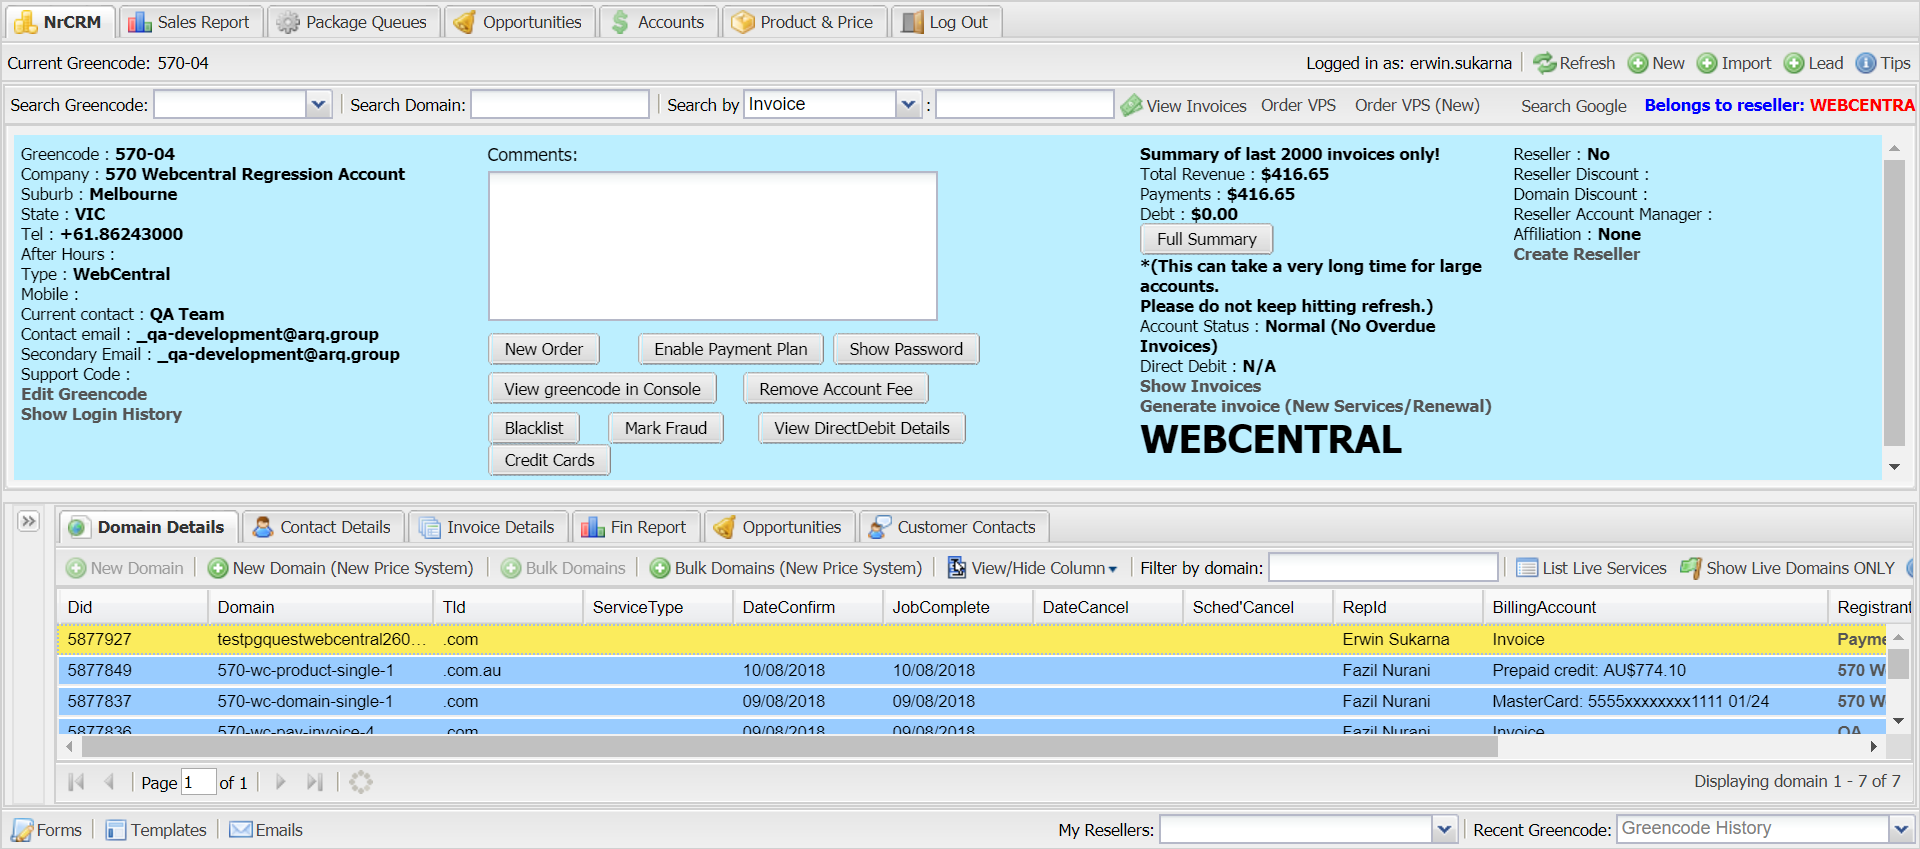 NrCRM Sales Report Package Queues Opportunities Accounts Product & Price Log Out
Current Greencode: 570-04 Logged in as: erwin.sukarna Refresh New Import Lead Tips
Search Greencode: Search Domain: Search by Invoice : View Invoices Order VPS Order VPS (New) Search Google Belongs to reseller: WEBCENTRA
Greencode : 570-04
Company : 570 Webcentral Regression Account
Suburb : Melbourne
State : VIC
Tel : +61.86243000
After Hours :
Type : WebCentral
Mobile :
Current contact : QA Team
Contact email : _qa-development@arq.group
Secondary Email : _qa-development@arq.group
Support Code :
Edit Greencode
Show Login History
Comments:
New Order Enable Payment Plan Show Password
View greencode in Console Remove Account Fee
Blacklist Mark Fraud View DirectDebit Details
Credit Cards
Summary of last 2000 invoices only!
Total Revenue : $416.65
Payments : $416.65
Debt : $0.00
Full Summary
*(This can take a very long time for large
accounts.
Please do not keep hitting refresh.)
Account Status : Normal (No Overdue
Invoices)
Direct Debit : N/A
Show Invoices
Generate invoice (New Services/Renewal)
WEBCENTRAL
Reseller : No
Reseller Discount :
Domain Discount :
Reseller Account Manager :
Affiliation : None
Create Reseller
Domain Details Contact Details Invoice Details Fin Report Opportunities Customer Contacts
New Domain New Domain (New Price System) Bulk Domains Bulk Domains (New Price System) View/Hide Column Filter by domain: List Live Services Show Live Domains ONLY
Did Domain Tld ServiceType DateConfirm JobComplete DateCancel Sched'Cancel RepId BillingAccount Registrant
5877927 testpgquestwebcentral260... .com Erwin Sukarna Invoice Payme
5877849 570-wc-product-single-1 .com.au 10/08/2018 10/08/2018 Fazil Nurani Prepaid credit: AU$774.10 570 W
5877837 570-wc-domain-single-1 .com 09/08/2018 09/08/2018 Fazil Nurani MasterCard: 5555xxxxxxxx1111 01/24 570 W
5877836 570-wc-pay-invoice-4 .com 09/08/2018 09/08/2018 Fazil Nurani Invoice QA
Page 1 of 1 Displaying domain 1 - 7 of 7
Forms Templates Emails My Resellers: Recent Greencode: Greencode History